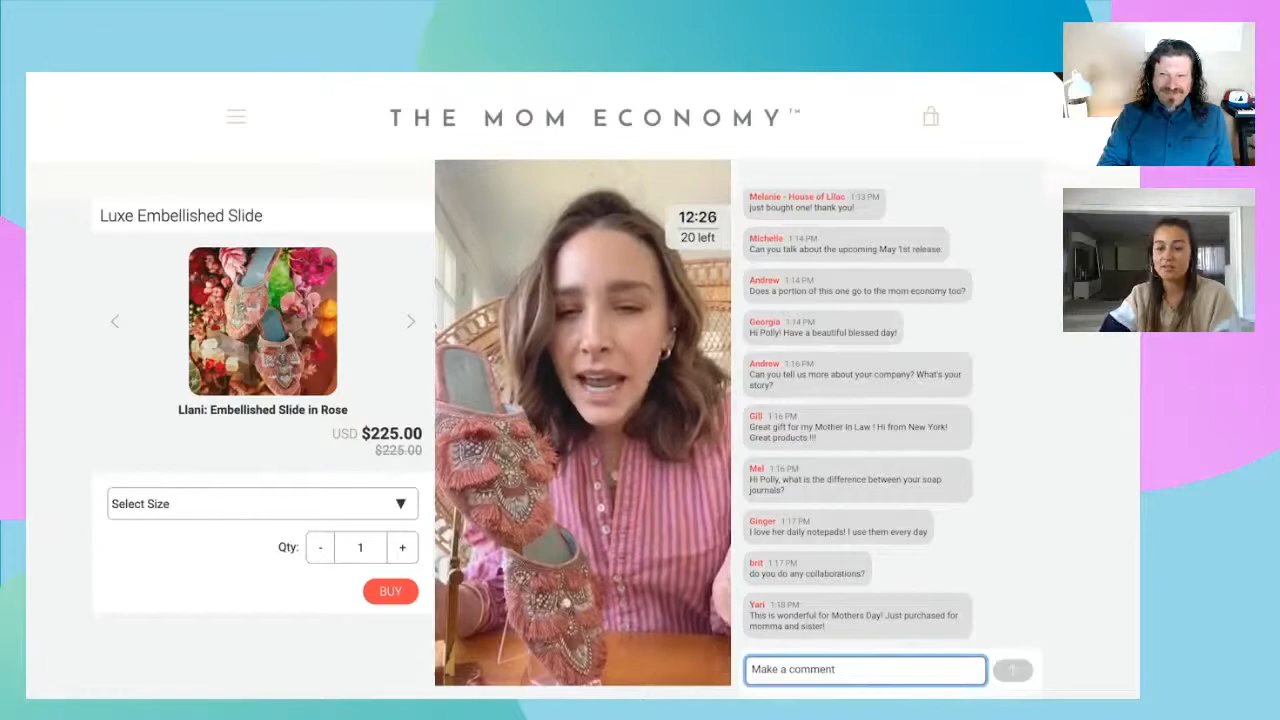 THE MOM ECONOMY™
Luxe Embellished Slide
Llani: Embellished Slide in Rose
USD $225.00
$225.00
Select Size ▼
Qty: - 1 +
BUY
12:26
20 left
Melanie - House of Lilac 1:13 PM
just bought one! thank you!
Michelle 1:14 PM
Can you talk about the upcoming May 1st release.
Andrew 1:14 PM
Does a portion of this one go to the mom economy too?
Georgia 1:14 PM
Hi Polly! Have a beautiful blessed day!
Andrew 1:16 PM
Can you tell us more about your company? What's your
story?
Gill 1:16 PM
Great gift for my Mother In Law ! Hi from New York!
Great products !!!
Mel 1:16 PM
Hi Polly, what is the difference between your soap
journals?
Ginger 1:17 PM
I love her daily notepads! I use them every day
brit 1:17 PM
do you do any collaborations?
Yari 1:18 PM
This is wonderful for Mothers Day! Just purchased for
momma and sister!
Make a comment